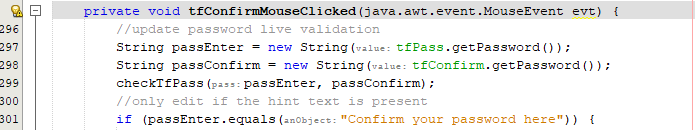 private void tfConfirmMouseClicked(java.awt.event.MouseEvent evt) {
296 //update password live validation
297 String passEnter = new String(value: tfPass.getPassword());
298 String passConfirm = new String(value: tfConfirm.getPassword());
299 checkTfPass(pass: passEnter, passConfirm);
300 //only edit if the hint text is present
301 if (passEnter.equals(anObject: "Confirm your password here")) {